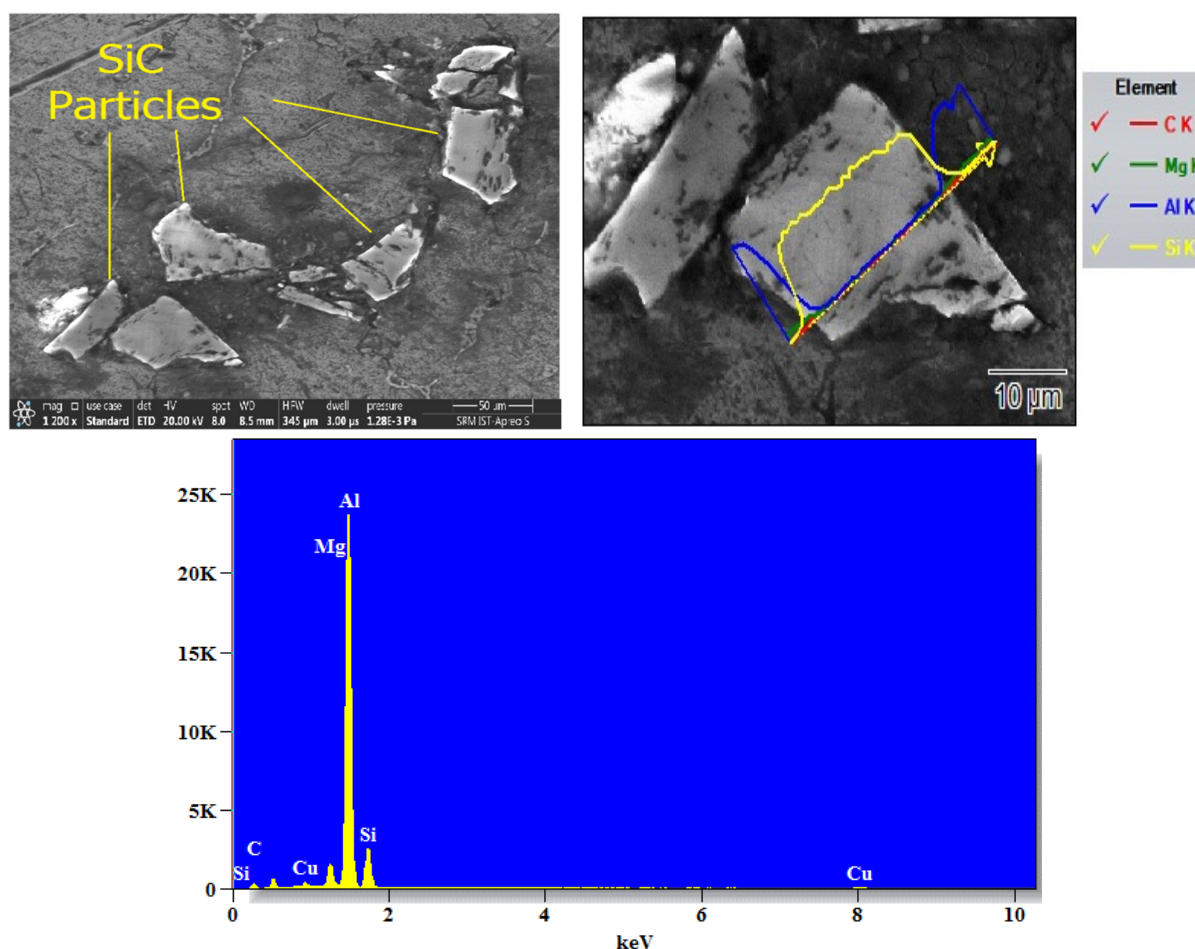 SiC
Particles
mag □ use case det HV spot WD HFW dwell pressure
1 200 x Standard ETD 20.00 kV 8.0 8.5 mm 345 µm 3.00 µs 1.28E-3 Pa
50 µm
SRM IST-Apreo S
10 µm
Element
✓ C K
✓ Mg K
✓ Al K
✓ Si K
25K
20K
15K
10K
5K
0
Al
Mg
Si
C
Si
Cu
Cu
0 2 4 6 8 10
keV